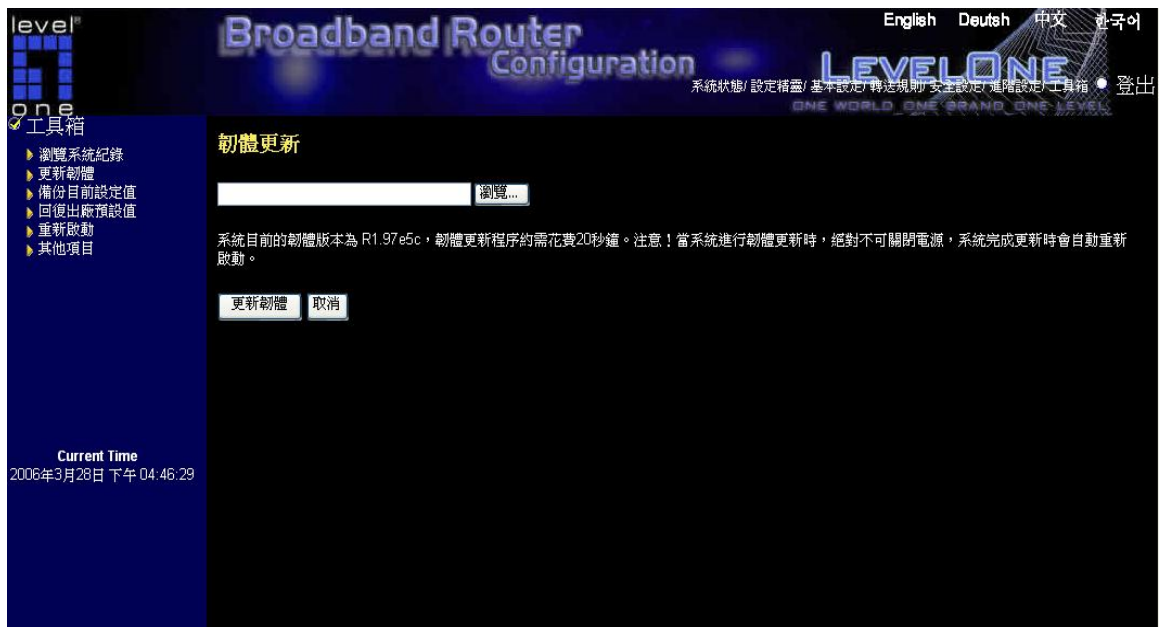 level®
one
Broadband Router
Configuration
English Deutsh 中文 한국어
LEVELONE
系統狀態/ 設定精靈/ 基本設定/ 轉送規則/ 安全設定/ 進階設定/ 工具箱 登出
ONE WORLD ONE BRAND ONE LEVEL
工具箱
瀏覽系統紀錄
更新韌體
備份目前設定值
回復出廠預設值
重新啟動
其他項目
韌體更新
瀏覽...
系統目前的韌體版本為 R1.97e5c，韌體更新程序約需花費20秒鐘。注意！當系統進行韌體更新時，絕對不可關閉電源，系統完成更新時會自動重新
啟動。
更新韌體 取消
Current Time
2006年3月28日 下午 04:46:29